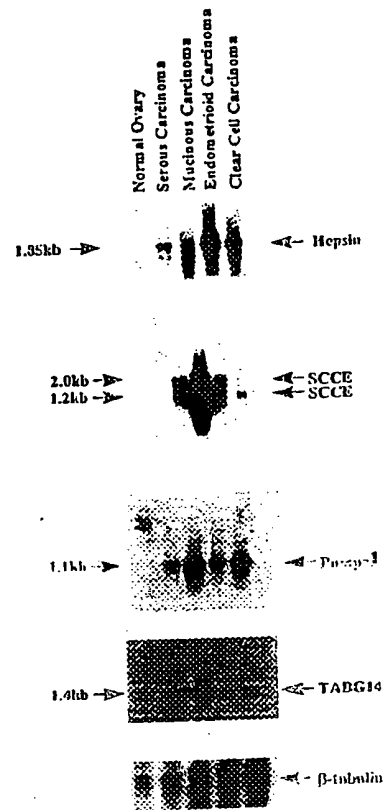 Normal Ovary
Serous Carcinoma
Mucinous Carcinoma
Endometrioid Carcinoma
Clear Cell Carcinoma
1.85kb Hepsin
2.0kb SCCE
1.2kb SCCE
1.1kb
1.4kb TADG14
β-tubulin